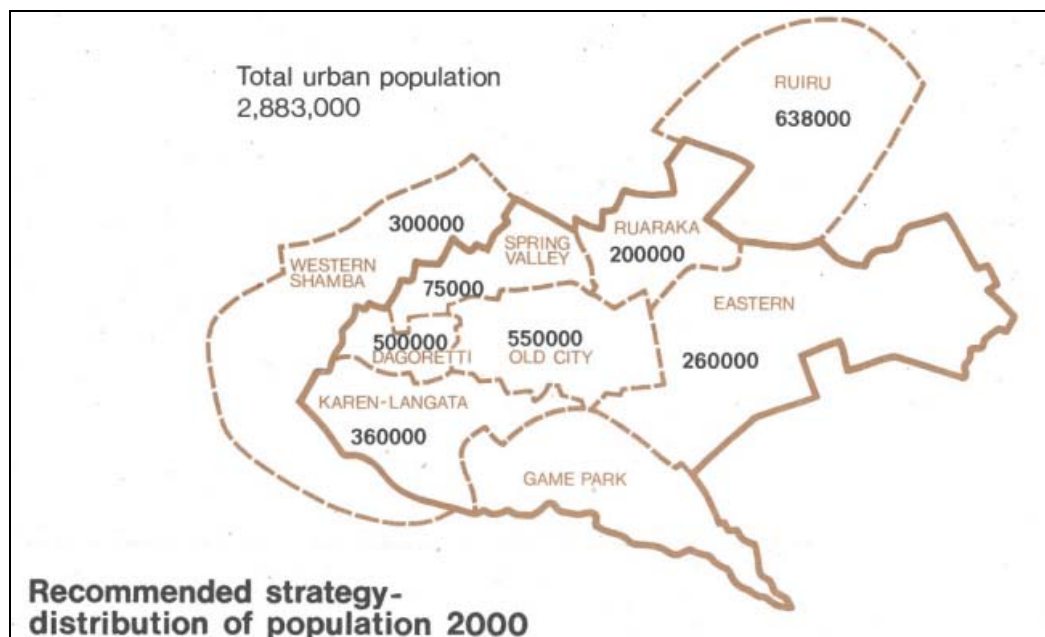 Total urban population
2,883,000
RUIRU
638000
300000
WESTERN
SHAMBA
SPRING
VALLEY
75000
RUARAKA
200000
EASTERN
260000
500000
DAGORETTI
550000
OLD CITY
KAREN-LANGATA
360000
GAME PARK
Recommended strategy-
distribution of population 2000